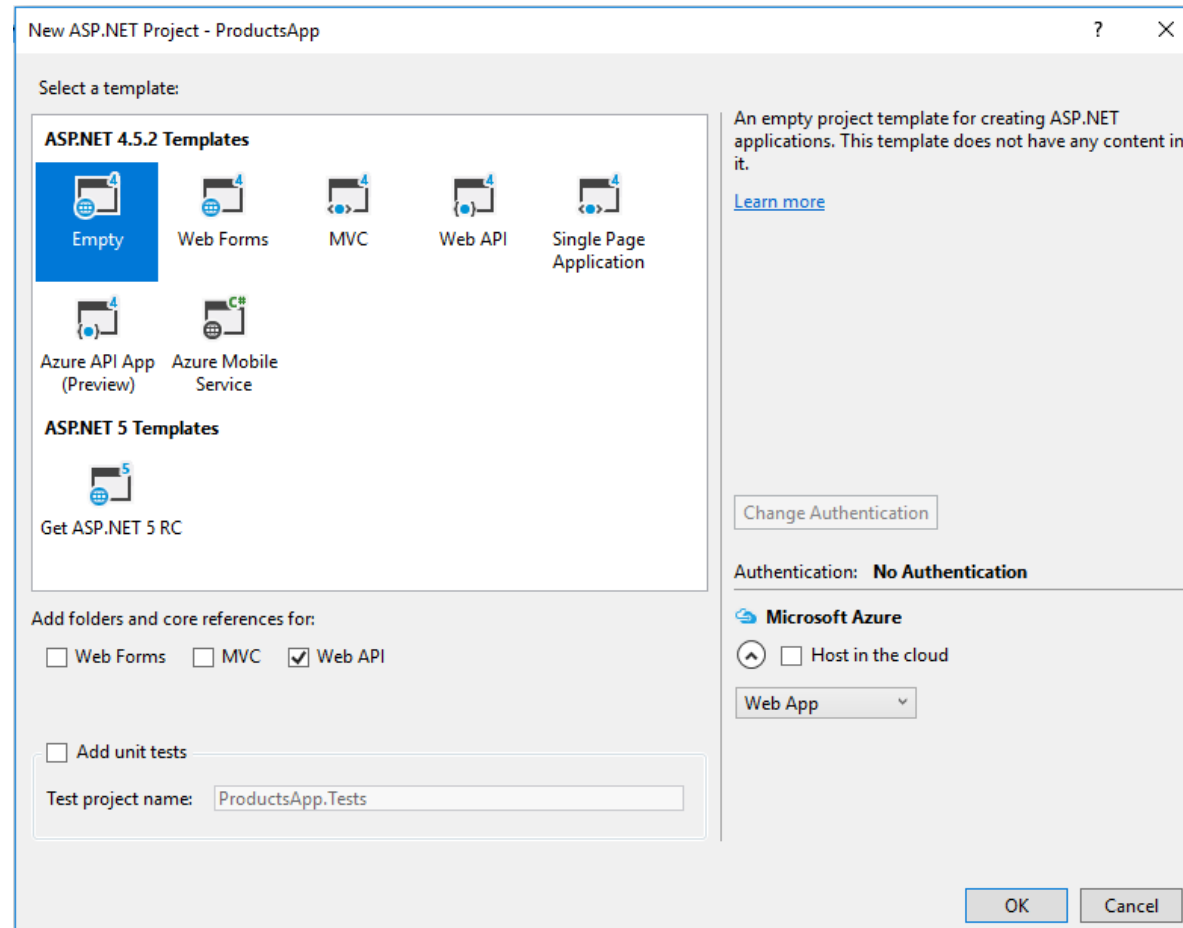 New ASP.NET Project - ProductsApp
?
Select a template:
ASP.NET 4.5.2 Templates
4
Empty
4
Web Forms
4
MVC
4
Web API
4
Single Page
Application
4
Azure API App
(Preview)
C#
Azure Mobile
Service
ASP.NET 5 Templates
5
Get ASP.NET 5 RC
An empty project template for creating ASP.NET
applications. This template does not have any content in
it.
Learn more
Change Authentication
Authentication: No Authentication
Microsoft Azure
Host in the cloud
Web App
Add folders and core references for:
Web Forms MVC Web API
Add unit tests
Test project name: ProductsApp.Tests
OK Cancel